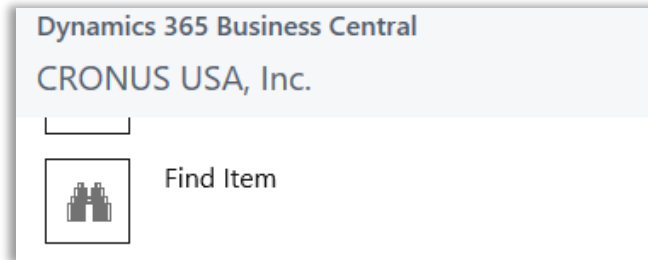 Dynamics 365 Business Central
CRONUS USA, Inc.
Find Item